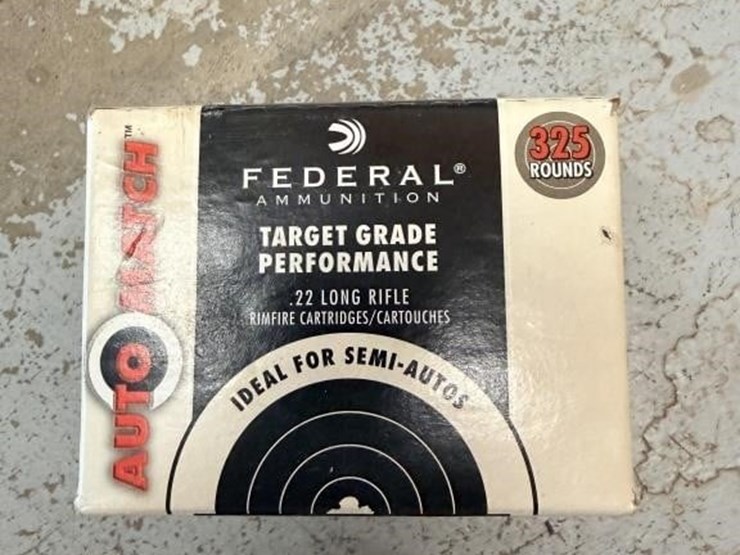 FEDERAL®
AMMUNITION
TARGET GRADE
PERFORMANCE
.22 LONG RIFLE
RIMFIRE CARTRIDGES/CARTOUCHES
IDEAL FOR SEMI-AUTOS
325
ROUNDS
AUTO MATCH™